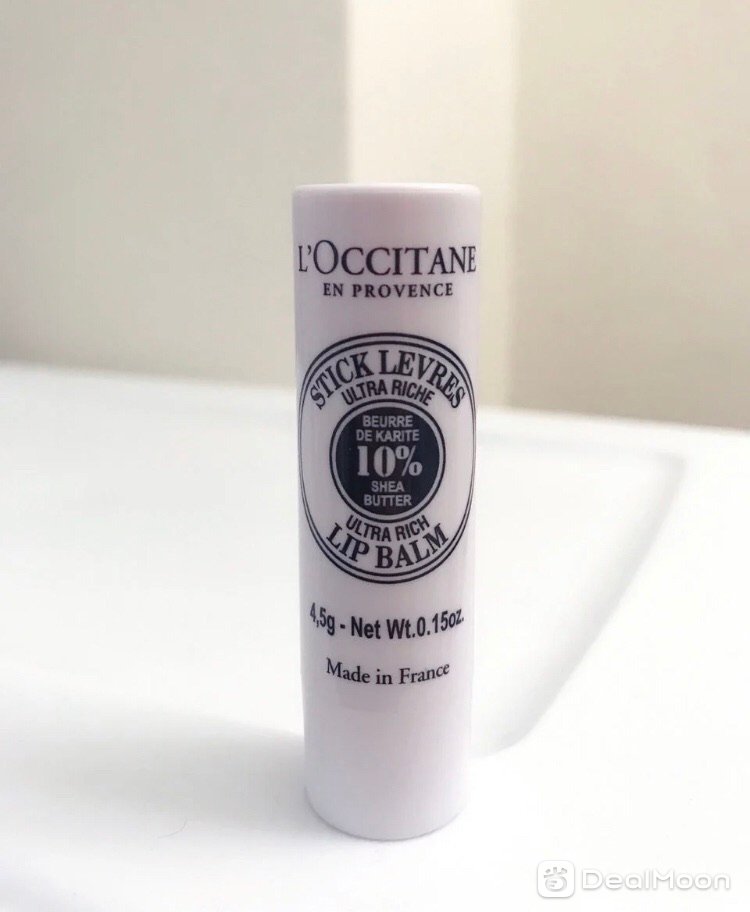 L'OCCITANE
EN PROVENCE
STICK LEVRES
ULTRA RICHE
BEURRE
DE KARITE
10%
SHEA
BUTTER
ULTRA RICH
LIP BALM
4,5g - Net Wt.0.15oz.
Made in France
DealMoon